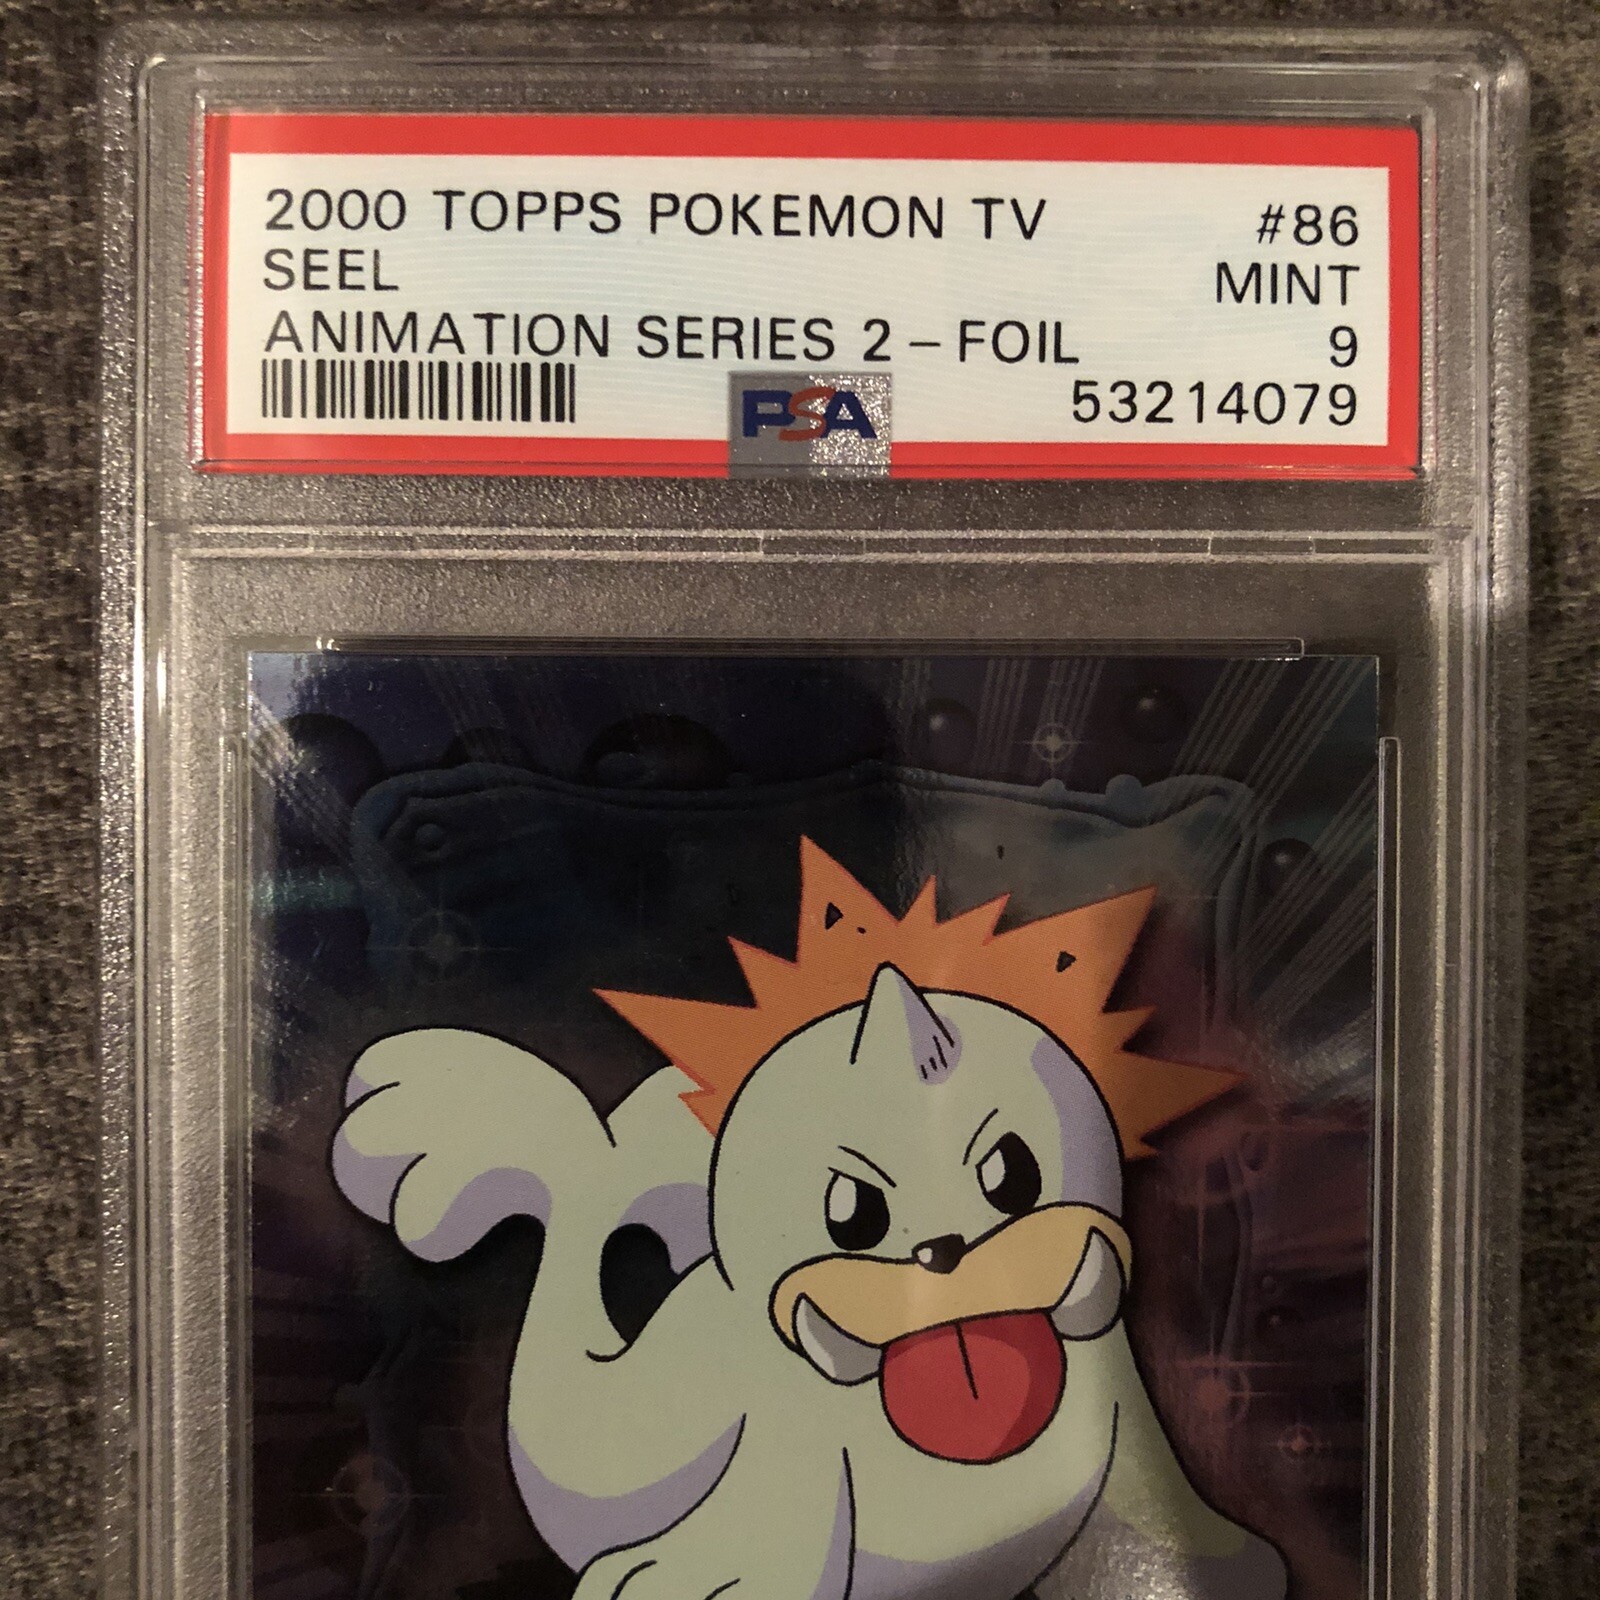 2000 TOPPS POKEMON TV #86
SEEL MINT
ANIMATION SERIES 2 – FOIL 9
PSA 53214079